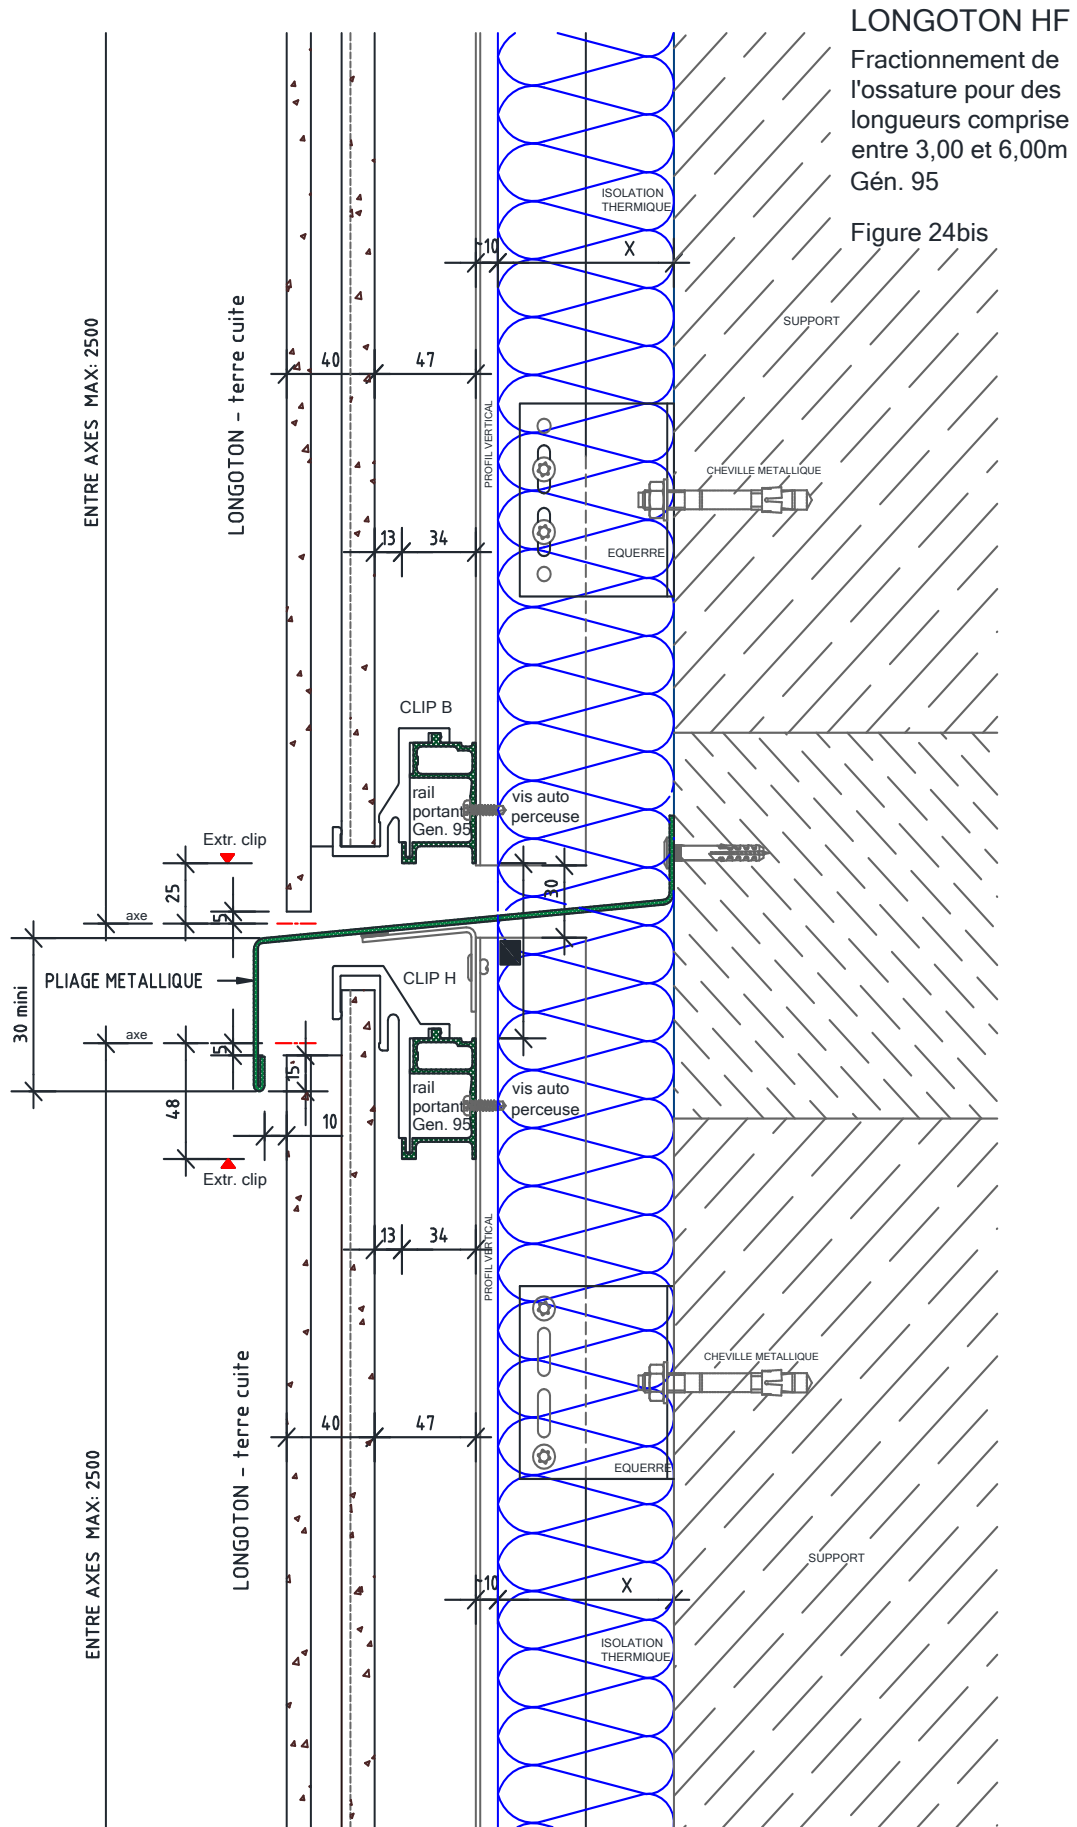 LONGOTON HF
Fractionnement de
l'ossature pour des
longueurs comprise
entre 3,00 et 6,00m
Gén. 95
Figure 24bis
ISOLATION
THERMIQUE
~10
X
SUPPORT
ENTRE AXES MAX: 2500
LONGOTON - terre cuite
40
47
PROFIL VERTICAL
CHEVILLE METALLIQUE
13
34
EQUERRE
CLIP B
rail
portant
Gen. 95
vis auto
perceuse
Extr. clip
25
5
axe
30
PLIAGE METALLIQUE
CLIP H
30 mini
axe
5
15
48
10
rail
portant
Gen. 95
vis auto
perceuse
Extr. clip
13
34
PROFIL VERTICAL
CHEVILLE METALLIQUE
LONGOTON - terre cuite
40
47
EQUERRE
ENTRE AXES MAX: 2500
SUPPORT
~10
X
ISOLATION
THERMIQUE